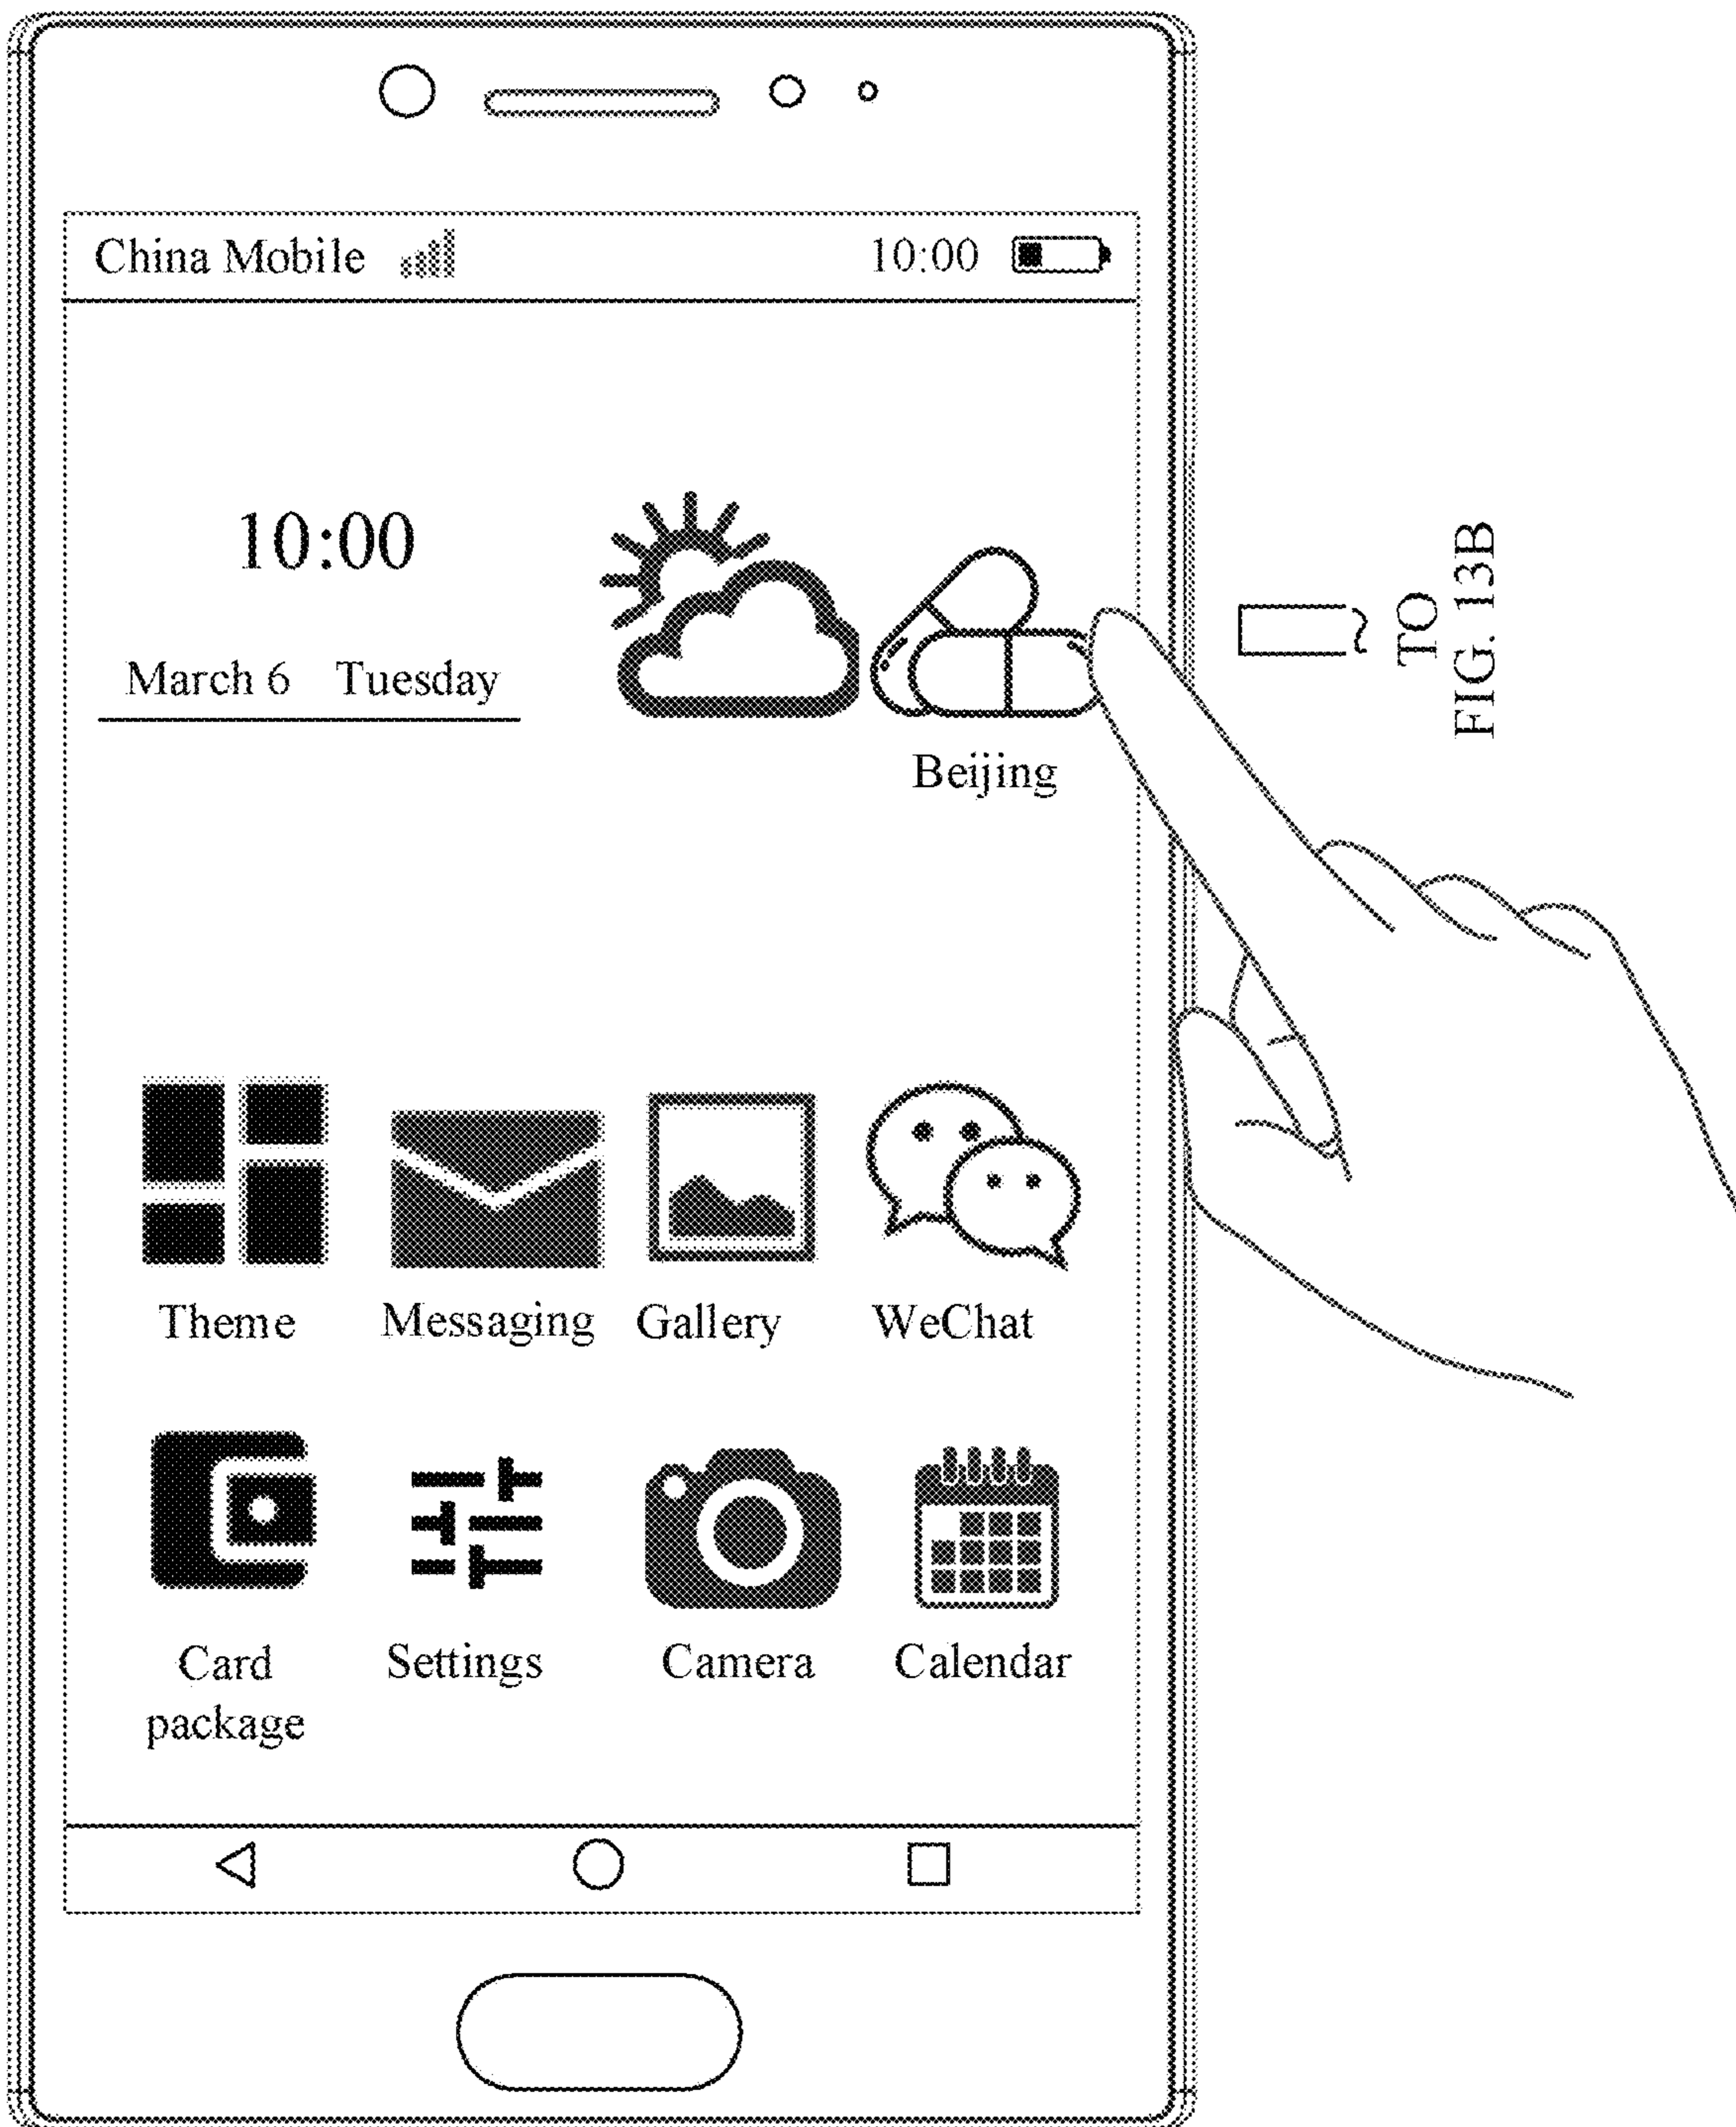 China Mobile 10:00
10:00
March 6 Tuesday
Beijing
TO
FIG. 13B
Theme Messaging Gallery WeChat
Card Settings Camera Calendar
package